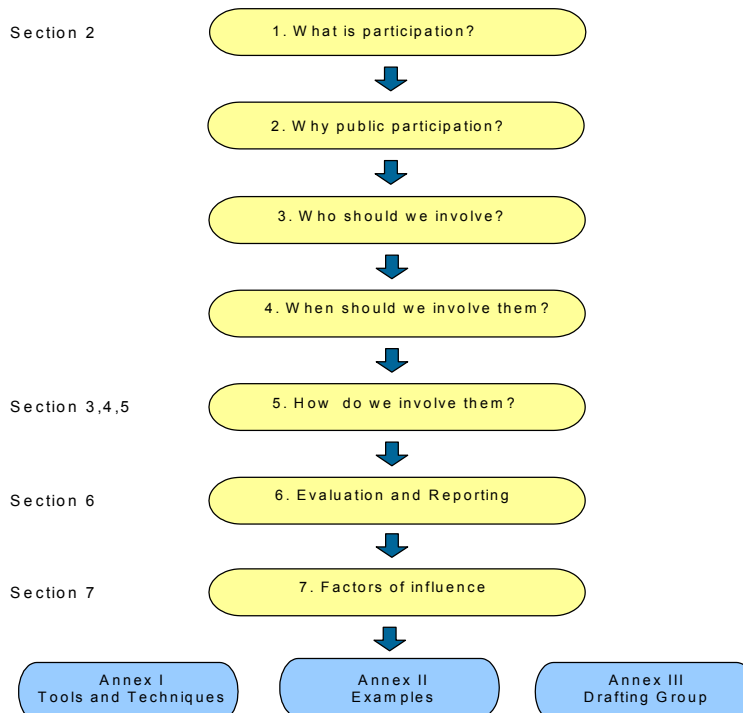 Section 2
1. What is participation?
2. Why public participation?
3. Who should we involve?
4. When should we involve them?
Section 3,4,5
5. How do we involve them?
Section 6
6. Evaluation and Reporting
Section 7
7. Factors of influence
Annex I
Tools and Techniques
Annex II
Examples
Annex III
Drafting Group